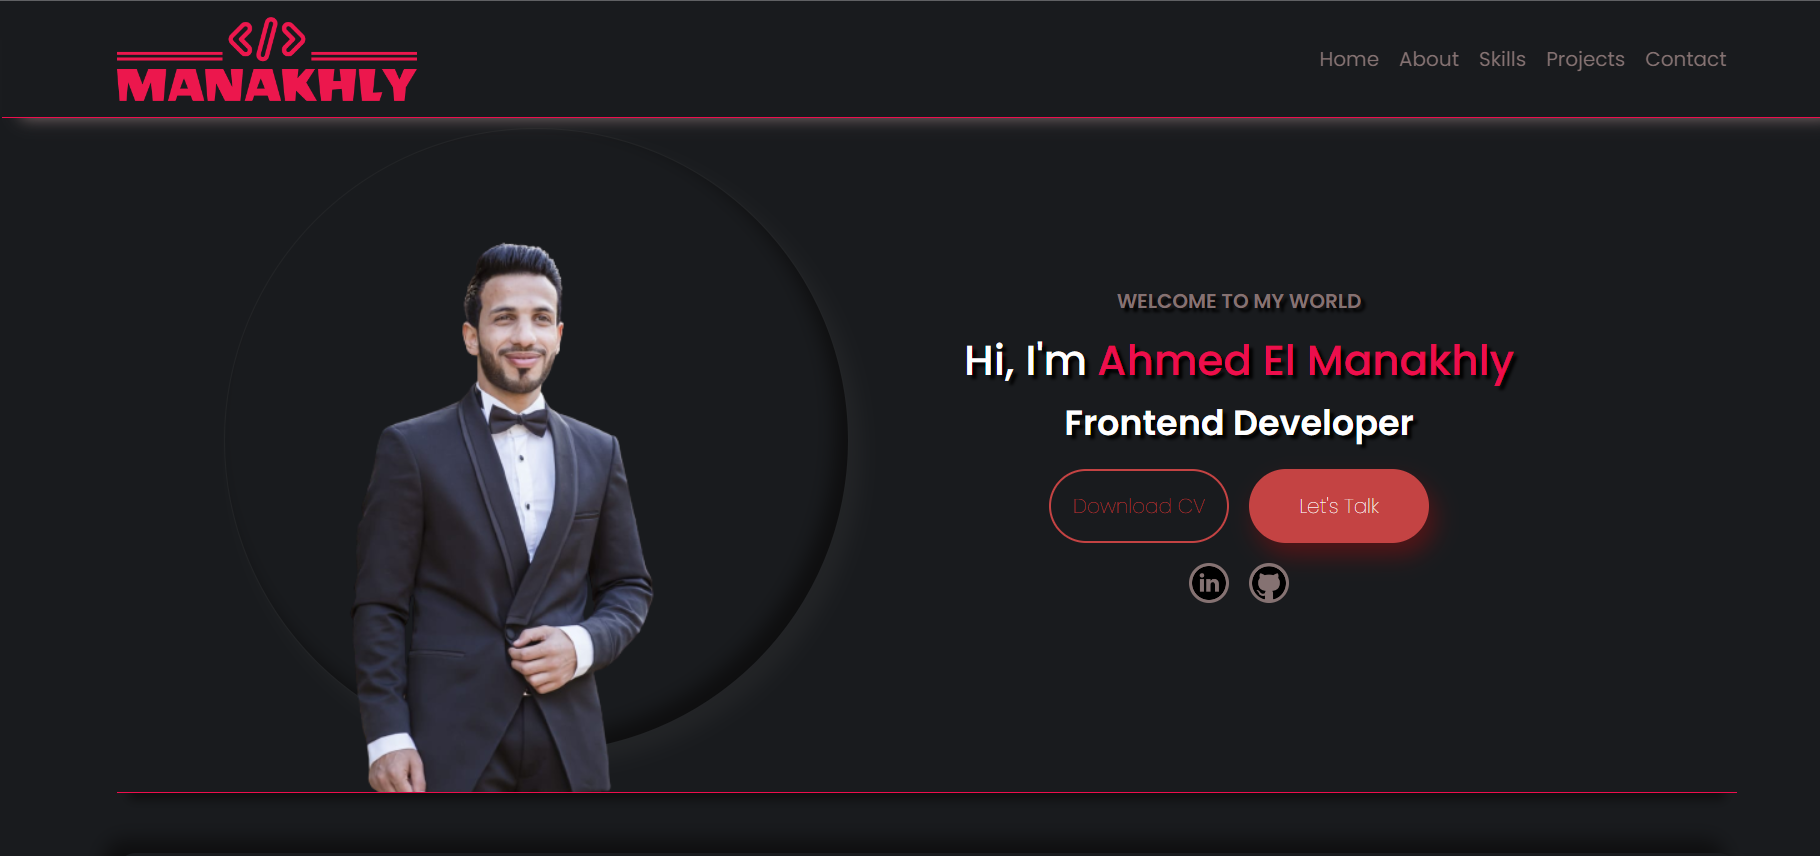 </>
MANAKHLY
Home About Skills Projects Contact
WELCOME TO MY WORLD
Hi, I'm Ahmed El Manakhly
Frontend Developer
Download CV Let's Talk
in